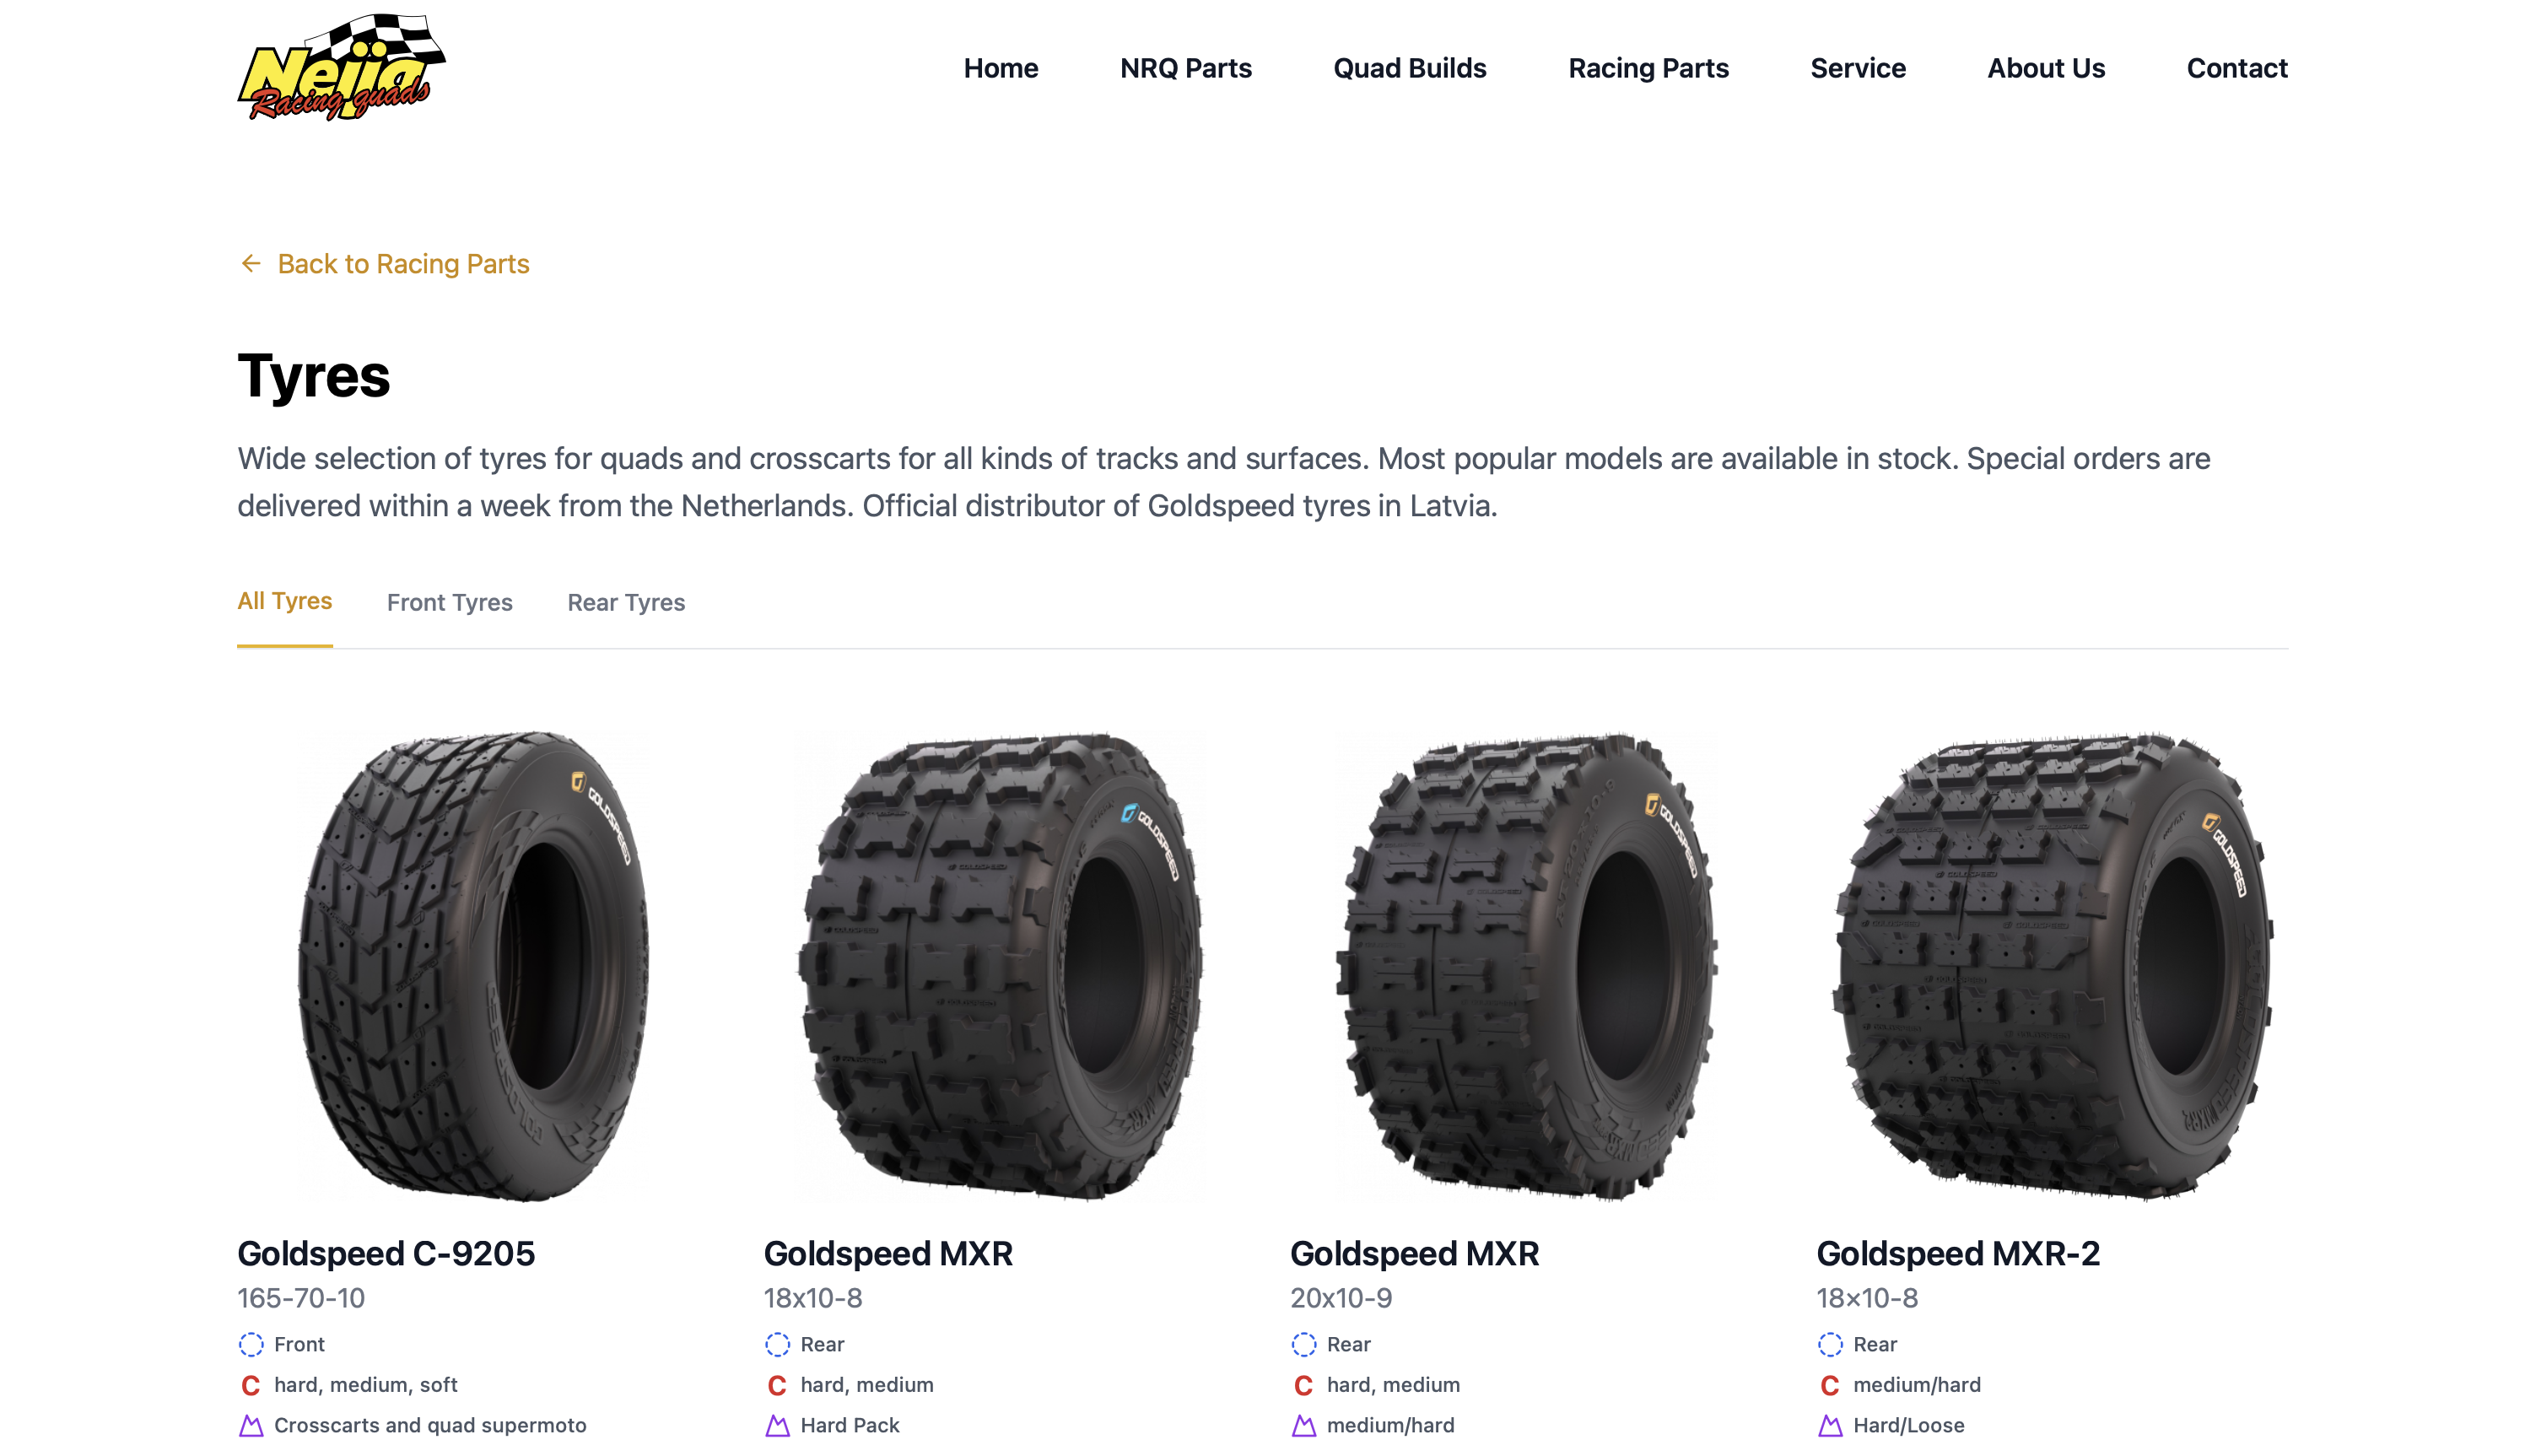 Neija
Racing quads
Home
NRQ Parts
Quad Builds
Racing Parts
Service
About Us
Contact
← Back to Racing Parts
Tyres
Wide selection of tyres for quads and crosscarts for all kinds of tracks and surfaces. Most popular models are available in stock. Special orders are
delivered within a week from the Netherlands. Official distributor of Goldspeed tyres in Latvia.
All Tyres
Front Tyres
Rear Tyres
GOLDSPEED
GOLDSPEED
GOLDSPEED
GOLDSPEED
Goldspeed C-9205
165-70-10
Front
C hard, medium, soft
Crosscarts and quad supermoto
Goldspeed MXR
18x10-8
Rear
C hard, medium
Hard Pack
Goldspeed MXR
20x10-9
Rear
C hard, medium
medium/hard
Goldspeed MXR-2
18×10-8
Rear
C medium/hard
Hard/Loose